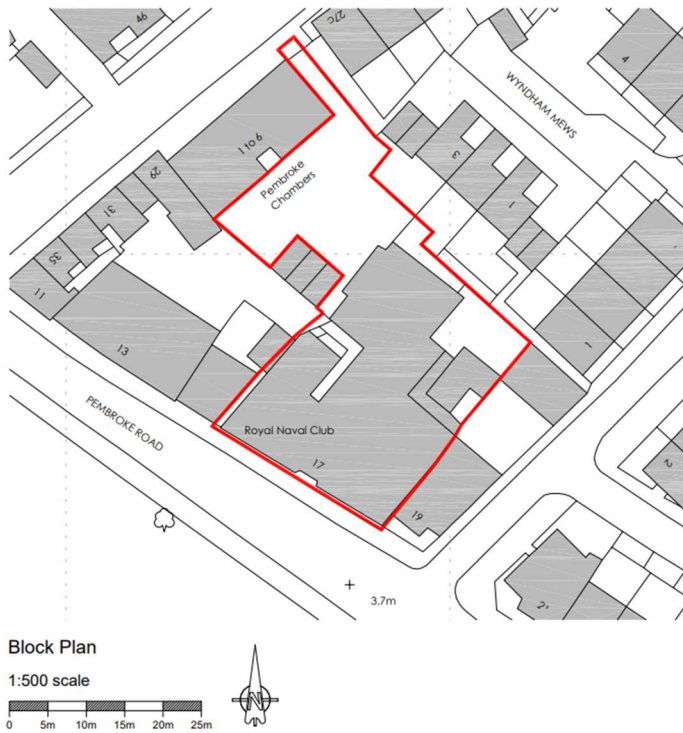 46
27c
4
WYNDHAM MEWS
1 to 6
3
Pembroke
Chambers
29
1
31
35
11
13
1
PEMBROKE ROAD
Royal Naval Club
17
2
19
21
3.7m
Block Plan
1:500 scale
N
0 5m 10m 15m 20m 25m